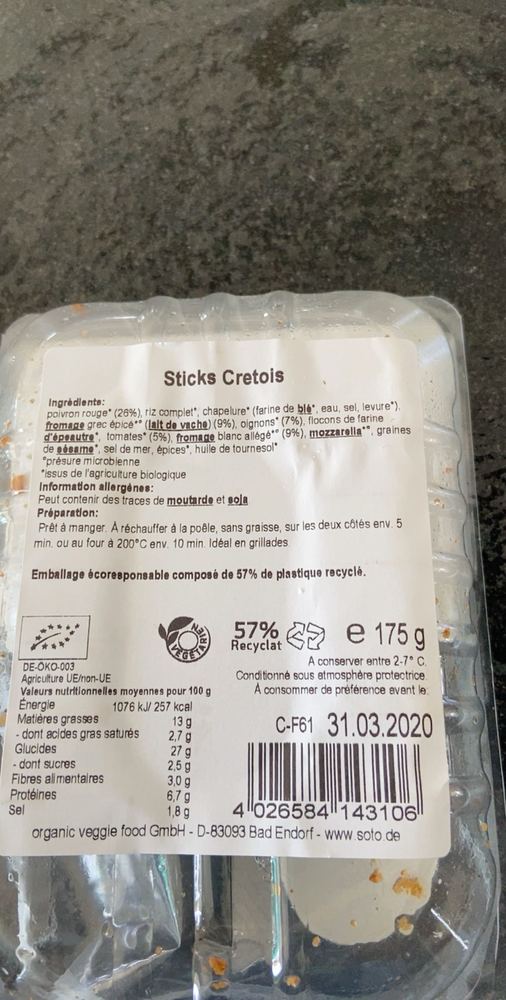 Sticks Cretois
Ingrédients:
poivron rouge* (26%), riz complet*, chapelure* (farine de blé*, eau, sel, levure*),
fromage grec épicé** (lait de vache) (9%), oignons* (7%), flocons de farine
d'épeautre*, tomates* (5%), fromage blanc allégé** (9%), mozzarella**, graines
de sésame*, sel de mer, épices*, huile de tournesol*
*présure microbienne
*issus de l'agriculture biologique
Information allergènes:
Peut contenir des traces de moutarde et soja
Préparation:
Prêt à manger. À réchauffer à la poêle, sans graisse, sur les deux côtés env. 5
min. ou au four à 200°C env. 10 min. Idéal en grillades.
Emballage écoresponsable composé de 57% de plastique recyclé.
VEGETARIEN
57%
Recyclat
e 175 g
DE-ÖKO-003
Agriculture UE/non-UE
A conserver entre 2-7° C.
Conditionné sous atmosphère protectrice.
À consommer de préférence avant le:
C-F61 31.03.2020
Valeurs nutritionnelles moyennes pour 100 g
Énergie 1076 kJ/ 257 kcal
Matières grasses 13 g
- dont acides gras saturés 2,7 g
Glucides 27 g
- dont sucres 2,5 g
Fibres alimentaires 3,0 g
Protéines 6,7 g
Sel 1,8 g
4 026584 143106
organic veggie food GmbH - D-83093 Bad Endorf - www.soto.de